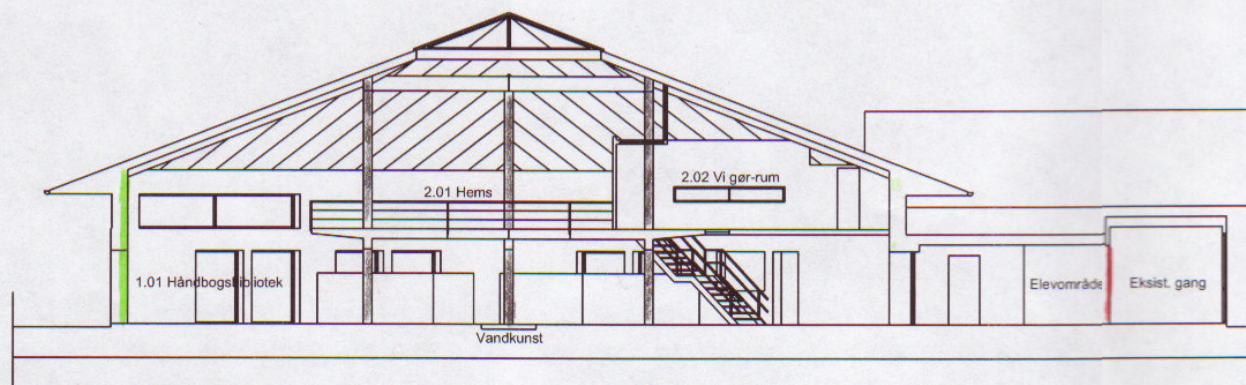 2.01 Hems
2.02 Vi gør-rum
1.01 Håndbogsbibliotek
Elevområde
Eksist. gang
Vandkunst